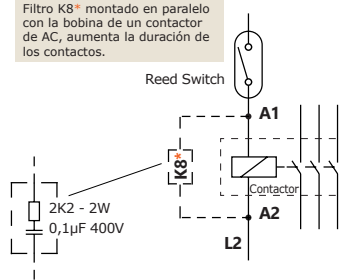 Filtro K8* montado en paralelo
con la bobina de un contactor
de AC, aumenta la duración de
los contactos.
Reed Switch
A1
K8*
Contactor
2K2 - 2W
0,1µF 400V
A2
L2